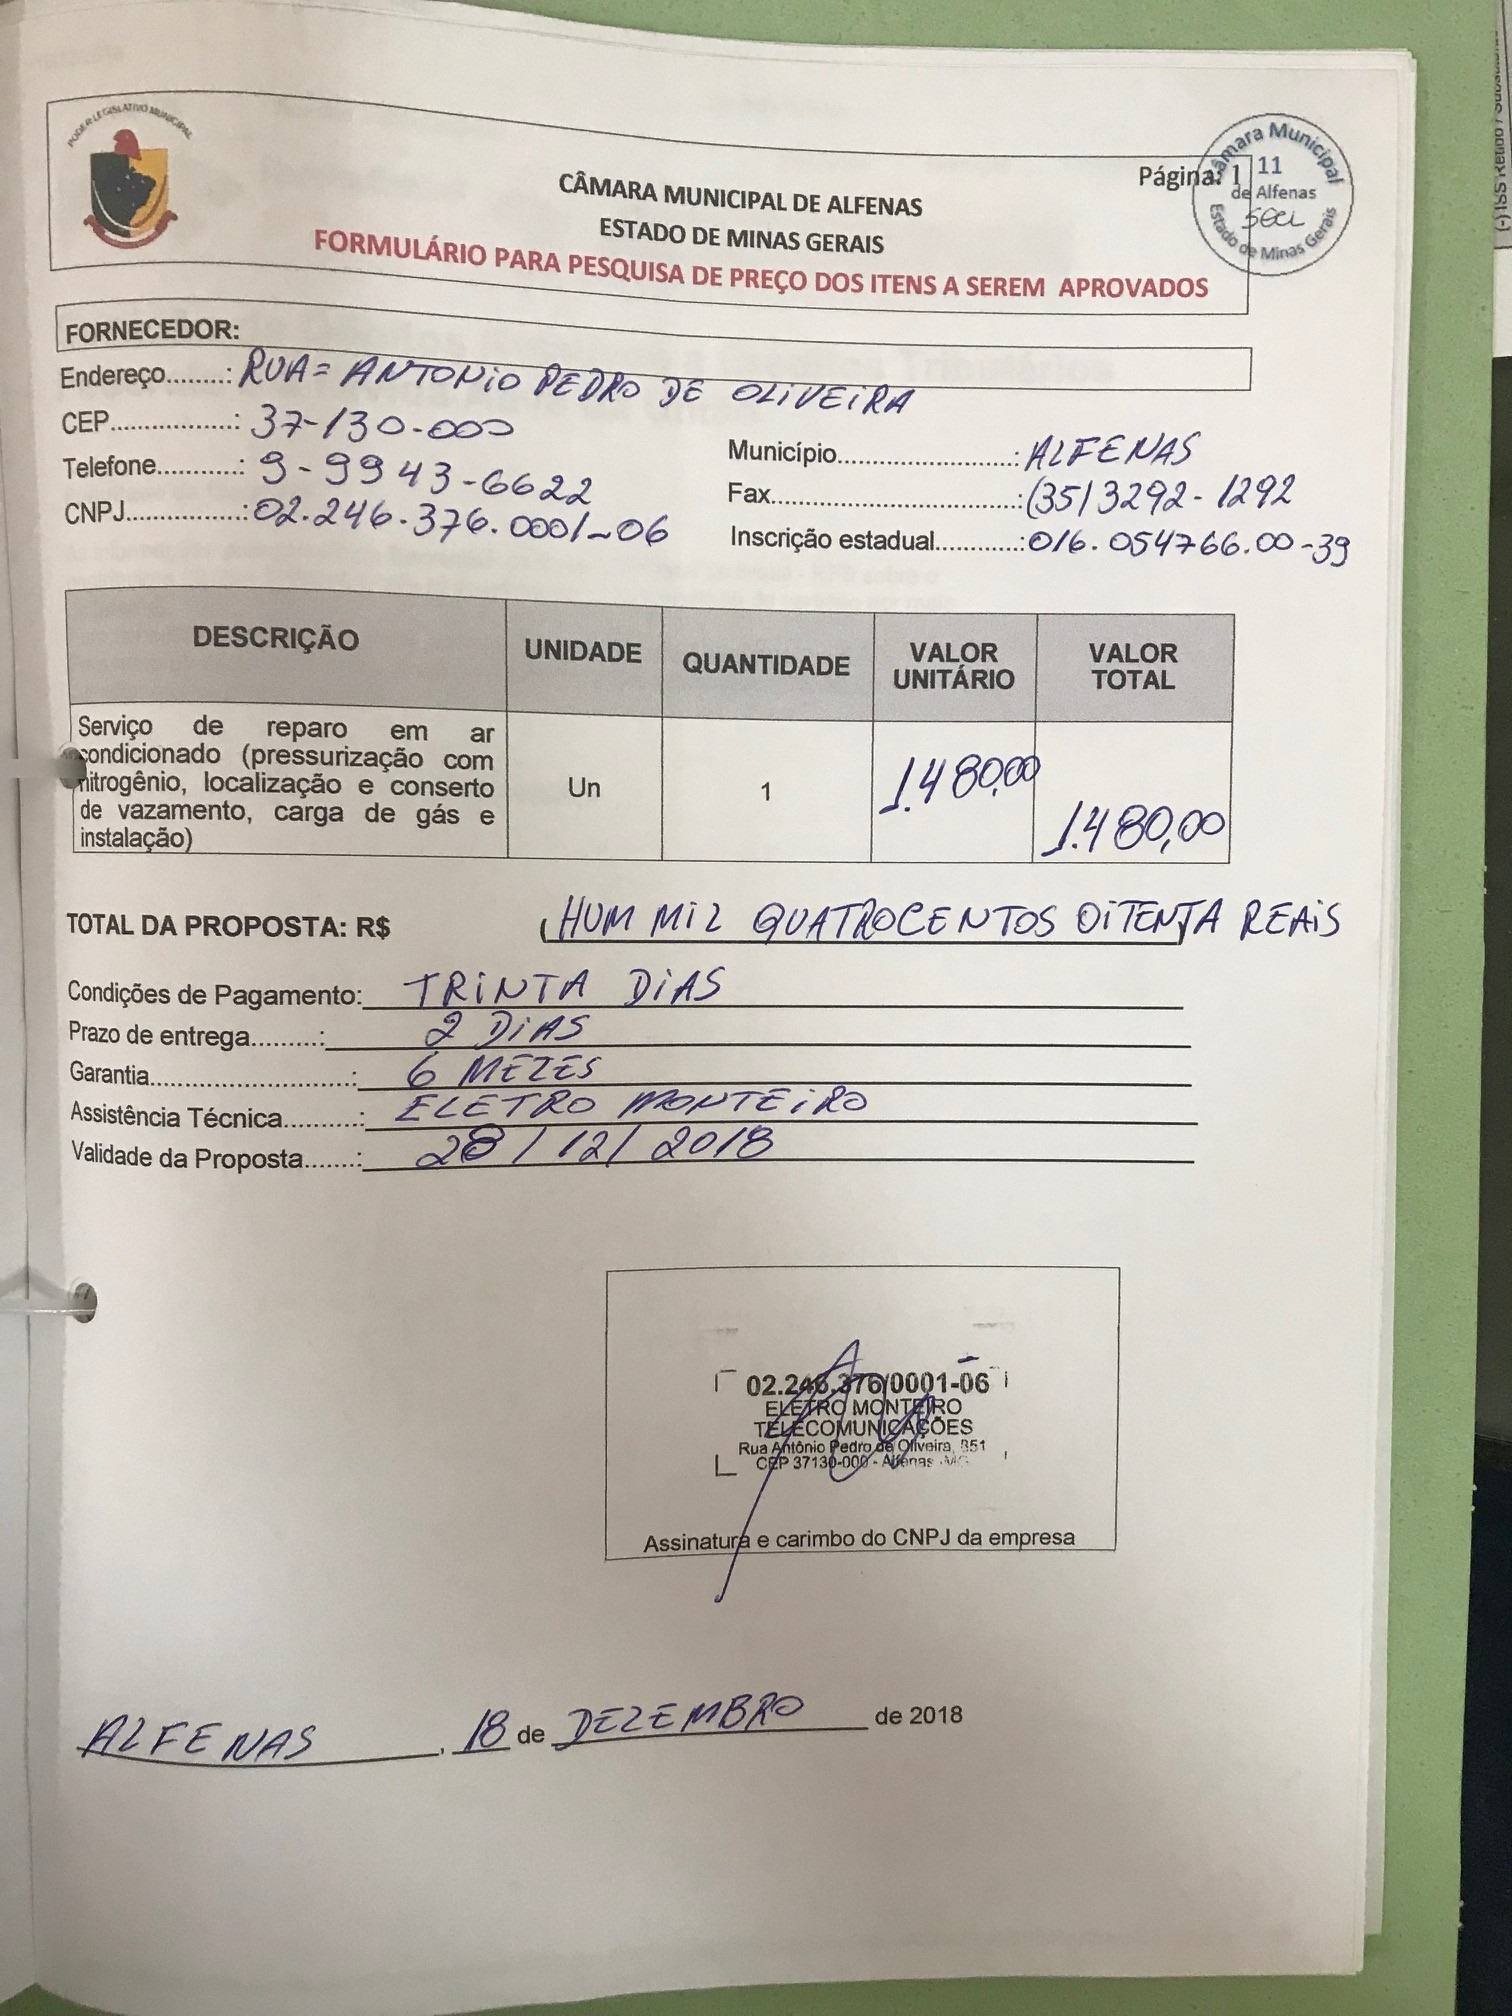 PODER LEGISLATIVO MUNICIPAL
CÂMARA MUNICIPAL DE ALFENAS
ESTADO DE MINAS GERAIS
FORMULÁRIO PARA PESQUISA DE PREÇO DOS ITENS A SEREM APROVADOS
Página: 1
Câmara Municipal
11
de Alfenas
Estado de Minas Gerais
FORNECEDOR:
Endereço........: RUA= ANTONIO PEDRO DE OLIVEIRA
CEP.................: 37-130-000
Município.........................: ALFENAS
Telefone...........: 9-9943-6622
Fax...................................: (35) 3292-1292
CNPJ................: 02.246.376.0001-06
Inscrição estadual............: 016.054766.00-39
DESCRIÇÃO UNIDADE QUANTIDADE VALOR UNITÁRIO VALOR TOTAL
Serviço de reparo em ar
condicionado (pressurização com
nitrogênio, localização e conserto
de vazamento, carga de gás e
instalação)
Un 1 1.480,00 1.480,00
TOTAL DA PROPOSTA: R$ (HUM MIL QUATROCENTOS OITENTA REAIS
Condições de Pagamento: TRINTA DIAS
Prazo de entrega.........: 2 DIAS
Garantia............................: 6 MEZES
Assistência Técnica..........: ELETRO MONTEIRO
Validade da Proposta.......: 28/12/2018
02.246.376/0001-06
ELETRO MONTEIRO
TELECOMUNICAÇÕES
Rua Antônio Pedro de Oliveira, 851
CEP 37130-000 - Alfenas - MG
Assinatura e carimbo do CNPJ da empresa
ALFENAS, 18 de DEZEMBRO de 2018
(-) ISS Retido / Substituição